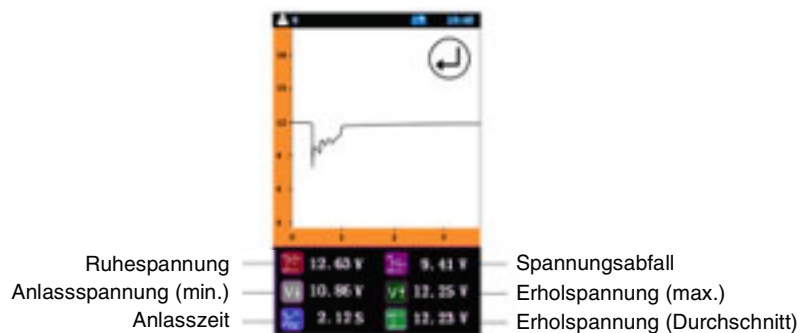 12
Ruhespannung 12.63 V 9.41 V Spannungsabfall
Anlassspannung (min.) 10.86 V 12.25 V Erholspannung (max.)
Anlasszeit 2.12S 12.23 V Erholspannung (Durchschnitt)